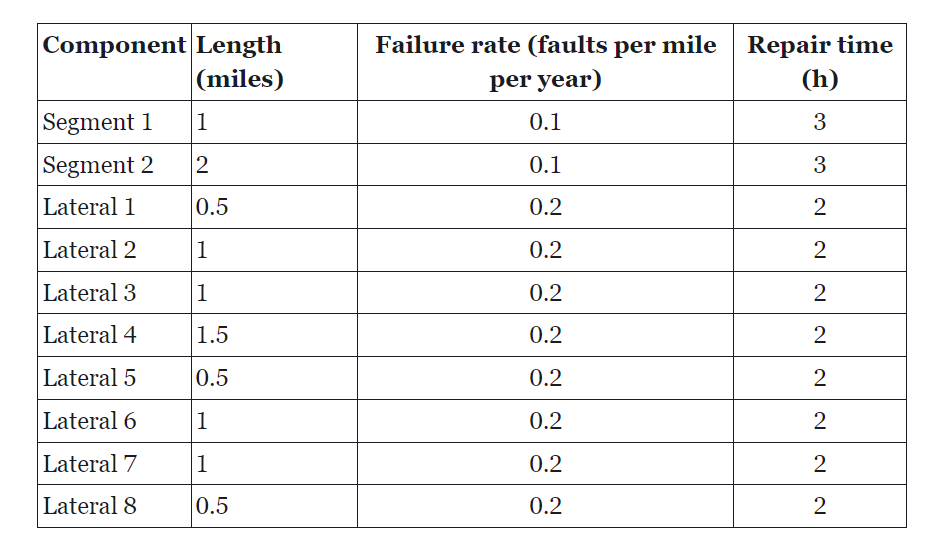 Component Length (miles) Failure rate (faults per mile per year) Repair time (h)
Segment 1 1 0.1 3
Segment 2 2 0.1 3
Lateral 1 0.5 0.2 2
Lateral 2 1 0.2 2
Lateral 3 1 0.2 2
Lateral 4 1.5 0.2 2
Lateral 5 0.5 0.2 2
Lateral 6 1 0.2 2
Lateral 7 1 0.2 2
Lateral 8 0.5 0.2 2